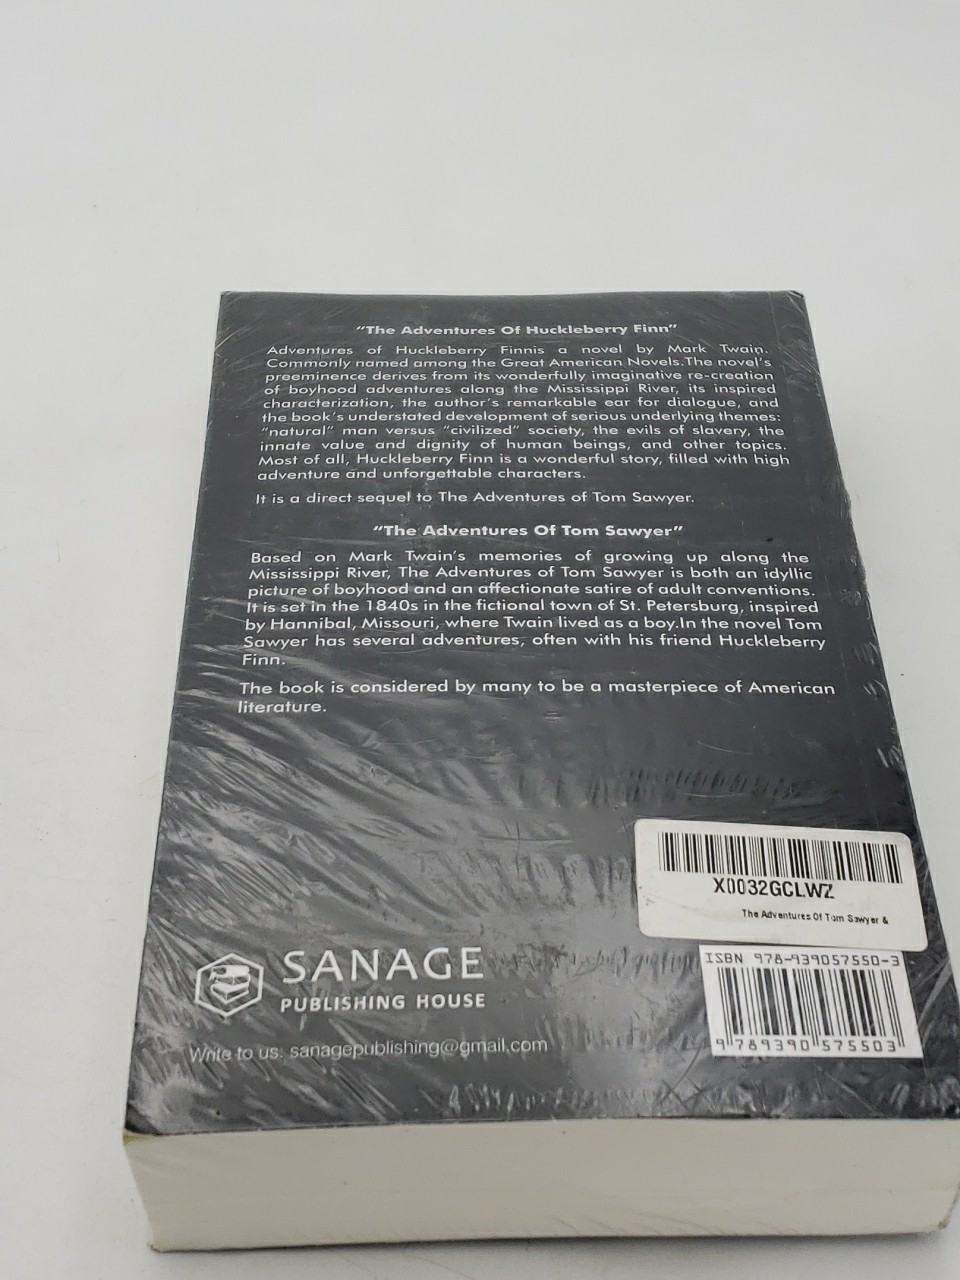 "The Adventures Of Huckleberry Finn"
Adventures of Huckleberry Finnis a novel by Mark Twain.
Commonly named among the Great American Novels.The novel's
preeminence derives from its wonderfully imaginative re-creation
of boyhood adventures along the Mississippi River, its inspired
characterization, the author's remarkable ear for dialogue, and
the book's understated development of serious underlying themes:
"natural" man versus "civilized" society, the evils of slavery, the
innate value and dignity of human beings, and other topics.
Most of all, Huckleberry Finn is a wonderful story, filled with high
adventure and unforgettable characters.
It is a direct sequel to The Adventures of Tom Sawyer.
"The Adventures Of Tom Sawyer"
Based on Mark Twain's memories of growing up along the
Mississippi River, The Adventures of Tom Sawyer is both an idyllic
picture of boyhood and an affectionate satire of adult conventions.
It is set in the 1840s in the fictional town of St. Petersburg, inspired
by Hannibal, Missouri, where Twain lived as a boy.In the novel Tom
Sawyer has several adventures, often with his friend Huckleberry
Finn.
The book is considered by many to be a masterpiece of American
literature.
X0032GCLWZ
The Adventures Of Tom Sawyer &
SANAGE
PUBLISHING HOUSE
Write to us: sanagepublishing@gmail.com
ISBN 978-939057550-3
9 789390 575503